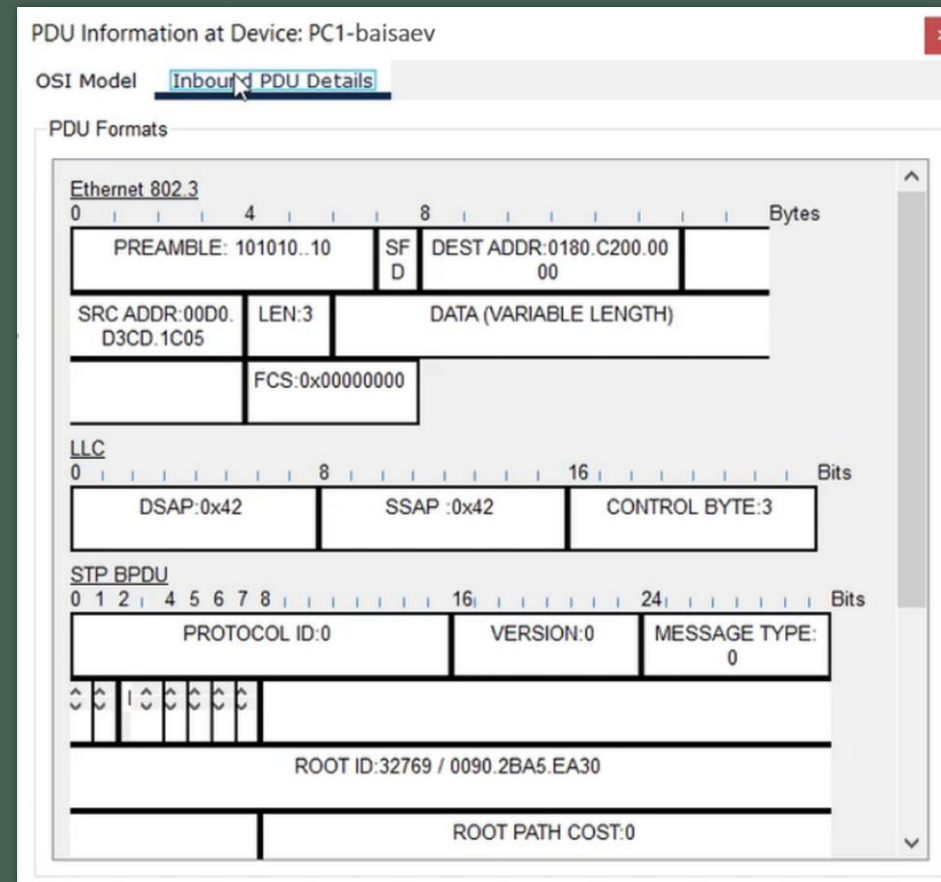 PDU Information at Device: PC1-baisaev
OSI Model Inbound PDU Details
PDU Formats
Ethernet 802.3
0 4 8 Bytes
PREAMBLE: 101010..10 SF
D DEST ADDR:0180.C200.00
00
SRC ADDR:00D0.
D3CD.1C05 LEN:3 DATA (VARIABLE LENGTH)
FCS:0x00000000
LLC
0 8 16 Bits
DSAP:0x42 SSAP :0x42 CONTROL BYTE:3
STP BPDU
0 1 2 4 5 6 7 8 16 24 Bits
PROTOCOL ID:0 VERSION:0 MESSAGE TYPE:
0
ROOT ID:32769 / 0090.2BA5.EA30
ROOT PATH COST:0